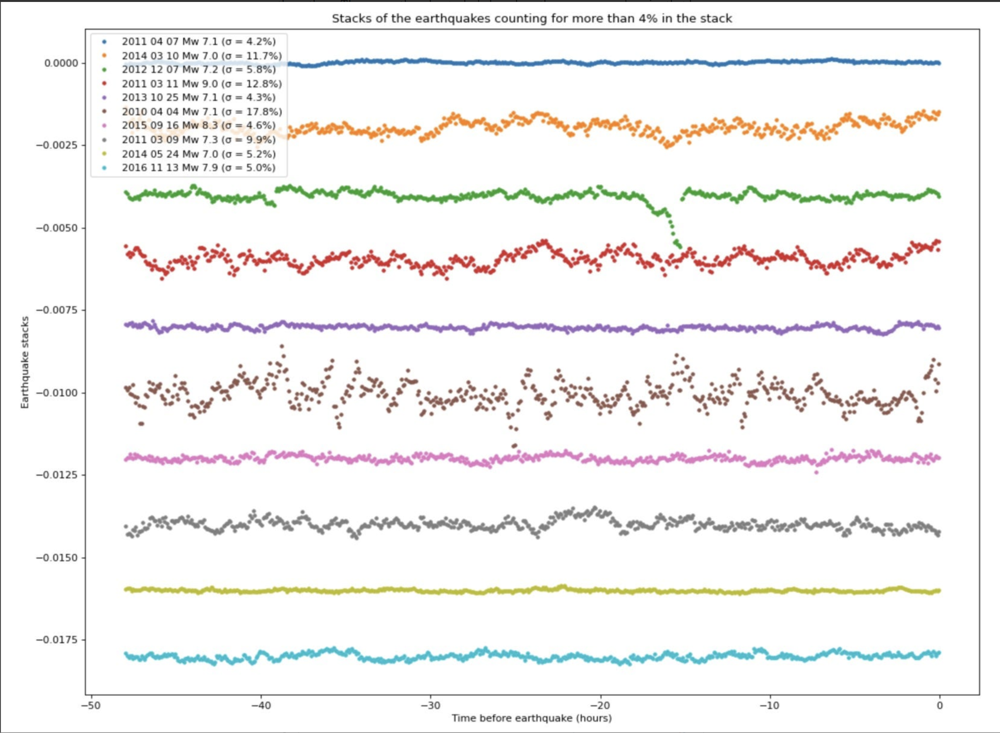 Stacks of the earthquakes counting for more than 4% in the stack
2011 04 07 Mw 7.1 (σ = 4.2%)
2014 03 10 Mw 7.0 (σ = 11.7%)
2012 12 07 Mw 7.2 (σ = 5.8%)
2011 03 11 Mw 9.0 (σ = 12.8%)
2013 10 25 Mw 7.1 (σ = 4.3%)
2010 04 04 Mw 7.1 (σ = 17.8%)
2015 09 16 Mw 8.3 (σ = 4.6%)
2011 03 09 Mw 7.3 (σ = 9.9%)
2014 05 24 Mw 7.0 (σ = 5.2%)
2016 11 13 Mw 7.9 (σ = 5.0%)
0.0000
−0.0025
−0.0050
−0.0075
−0.0100
−0.0125
−0.0150
−0.0175
Earthquake stacks
−50 −40 −30 −20 −10 0
Time before earthquake (hours)